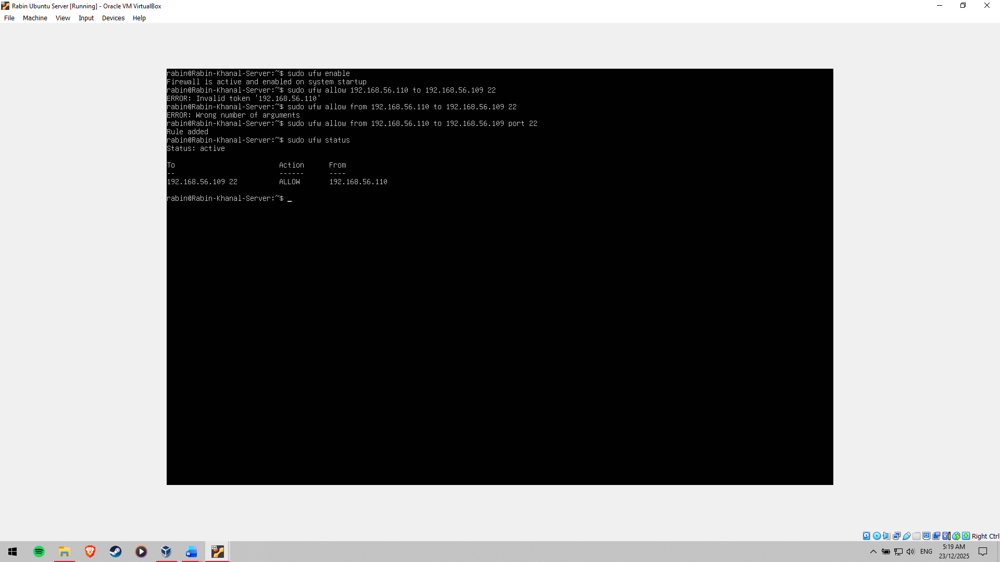 Rabin Ubuntu Server [Running] - Oracle VM VirtualBox
File Machine View Input Devices Help
rabin@Rabin-Khanal-Server:~$ sudo ufw enable
Firewall is active and enabled on system startup
rabin@Rabin-Khanal-Server:~$ sudo ufw allow 192.168.56.110 to 192.168.56.109 22
ERROR: Invalid token '192.168.56.110'
rabin@Rabin-Khanal-Server:~$ sudo ufw allow from 192.168.56.110 to 192.168.56.109 22
ERROR: Wrong number of arguments
rabin@Rabin-Khanal-Server:~$ sudo ufw allow from 192.168.56.110 to 192.168.56.109 port 22
Rule added
rabin@Rabin-Khanal-Server:~$ sudo ufw status
Status: active
To Action From
-- ------ ----
192.168.56.109 22 ALLOW 192.168.56.110
rabin@Rabin-Khanal-Server:~$ _
Right Ctrl
ENG
5:19 AM
23/12/2025